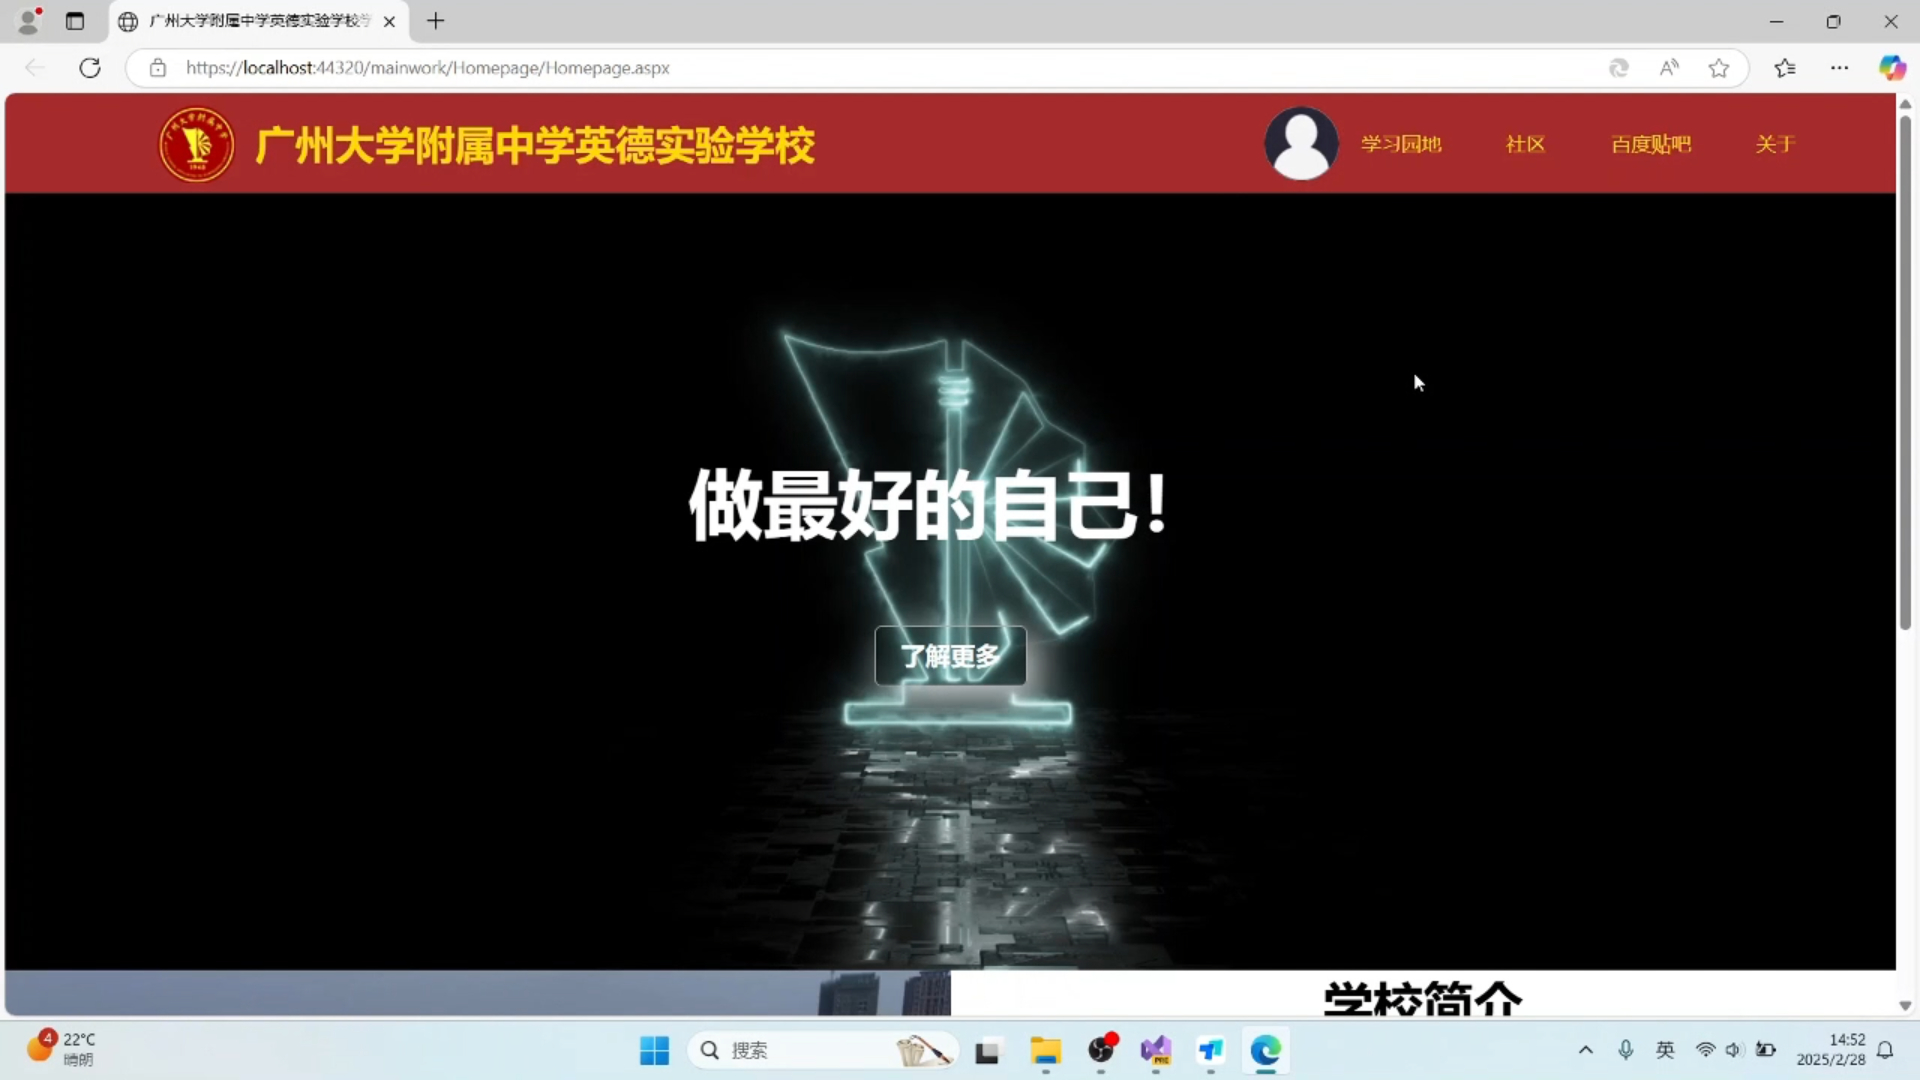 广州大学附属中学英德实验学校
https://localhost:44320/mainwork/Homepage/Homepage.aspx
广州大学附属中学英德实验学校
学习园地
社区
百度贴吧
关于
做最好的自己！
了解更多
学校简介
4
22°C
晴朗
搜索
PRE
英
14:52
2025/2/28